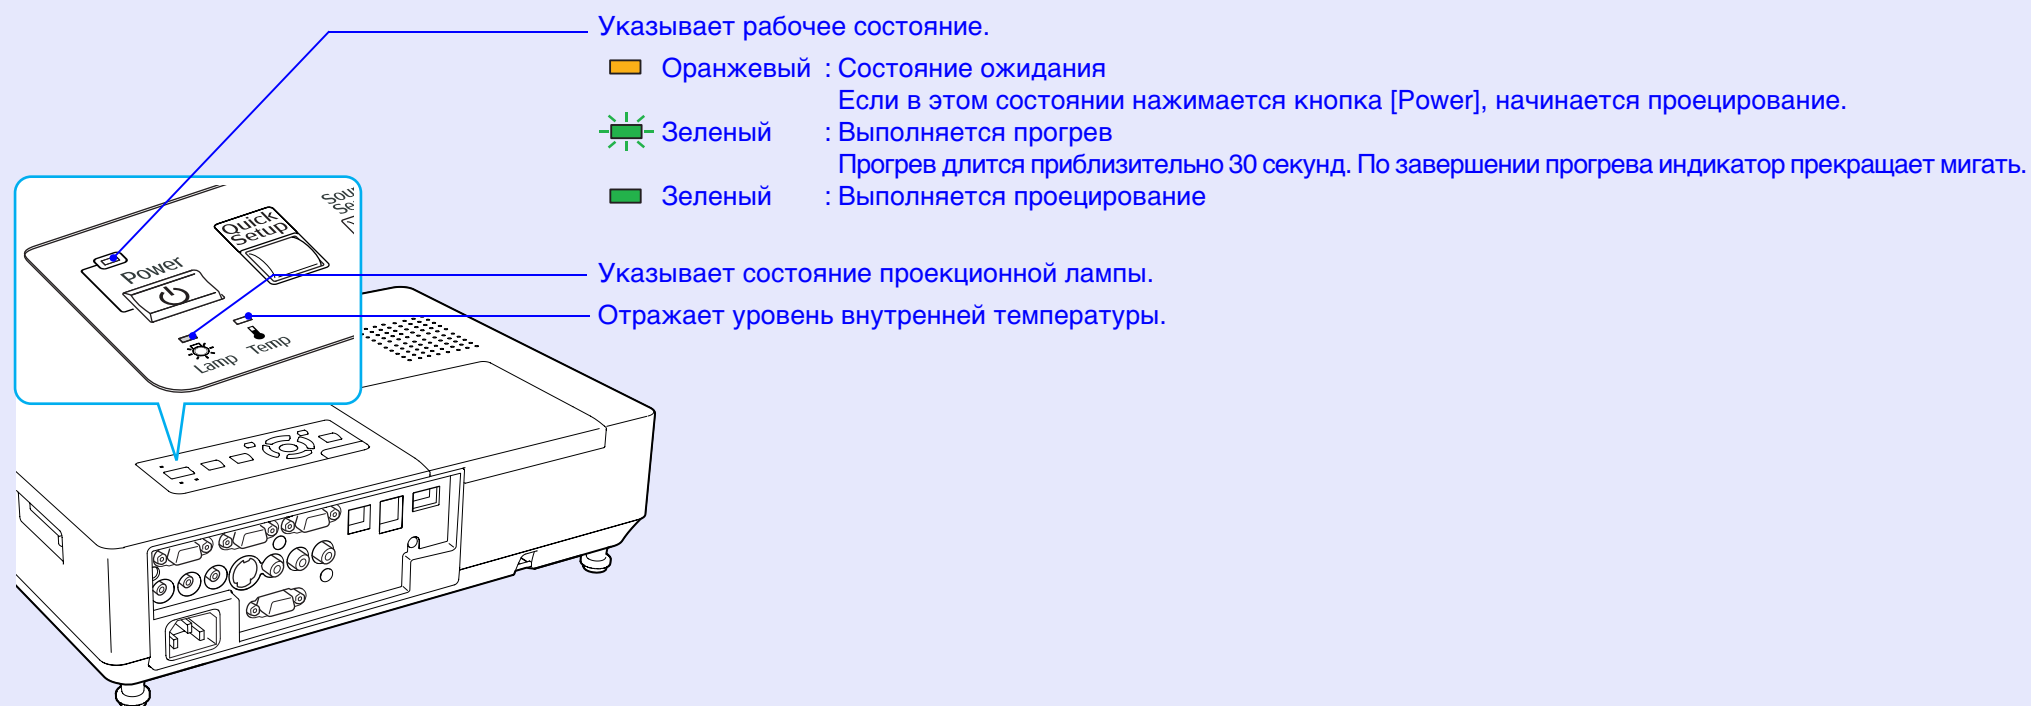 Указывает рабочее состояние.
Оранжевый : Состояние ожидания
Если в этом состоянии нажимается кнопка [Power], начинается проецирование.
Зеленый : Выполняется прогрев
Прогрев длится приблизительно 30 секунд. По завершении прогрева индикатор прекращает мигать.
Зеленый : Выполняется проецирование
Quick
Setup
Power
Указывает состояние проекционной лампы.
Отражает уровень внутренней температуры.
Lamp Temp